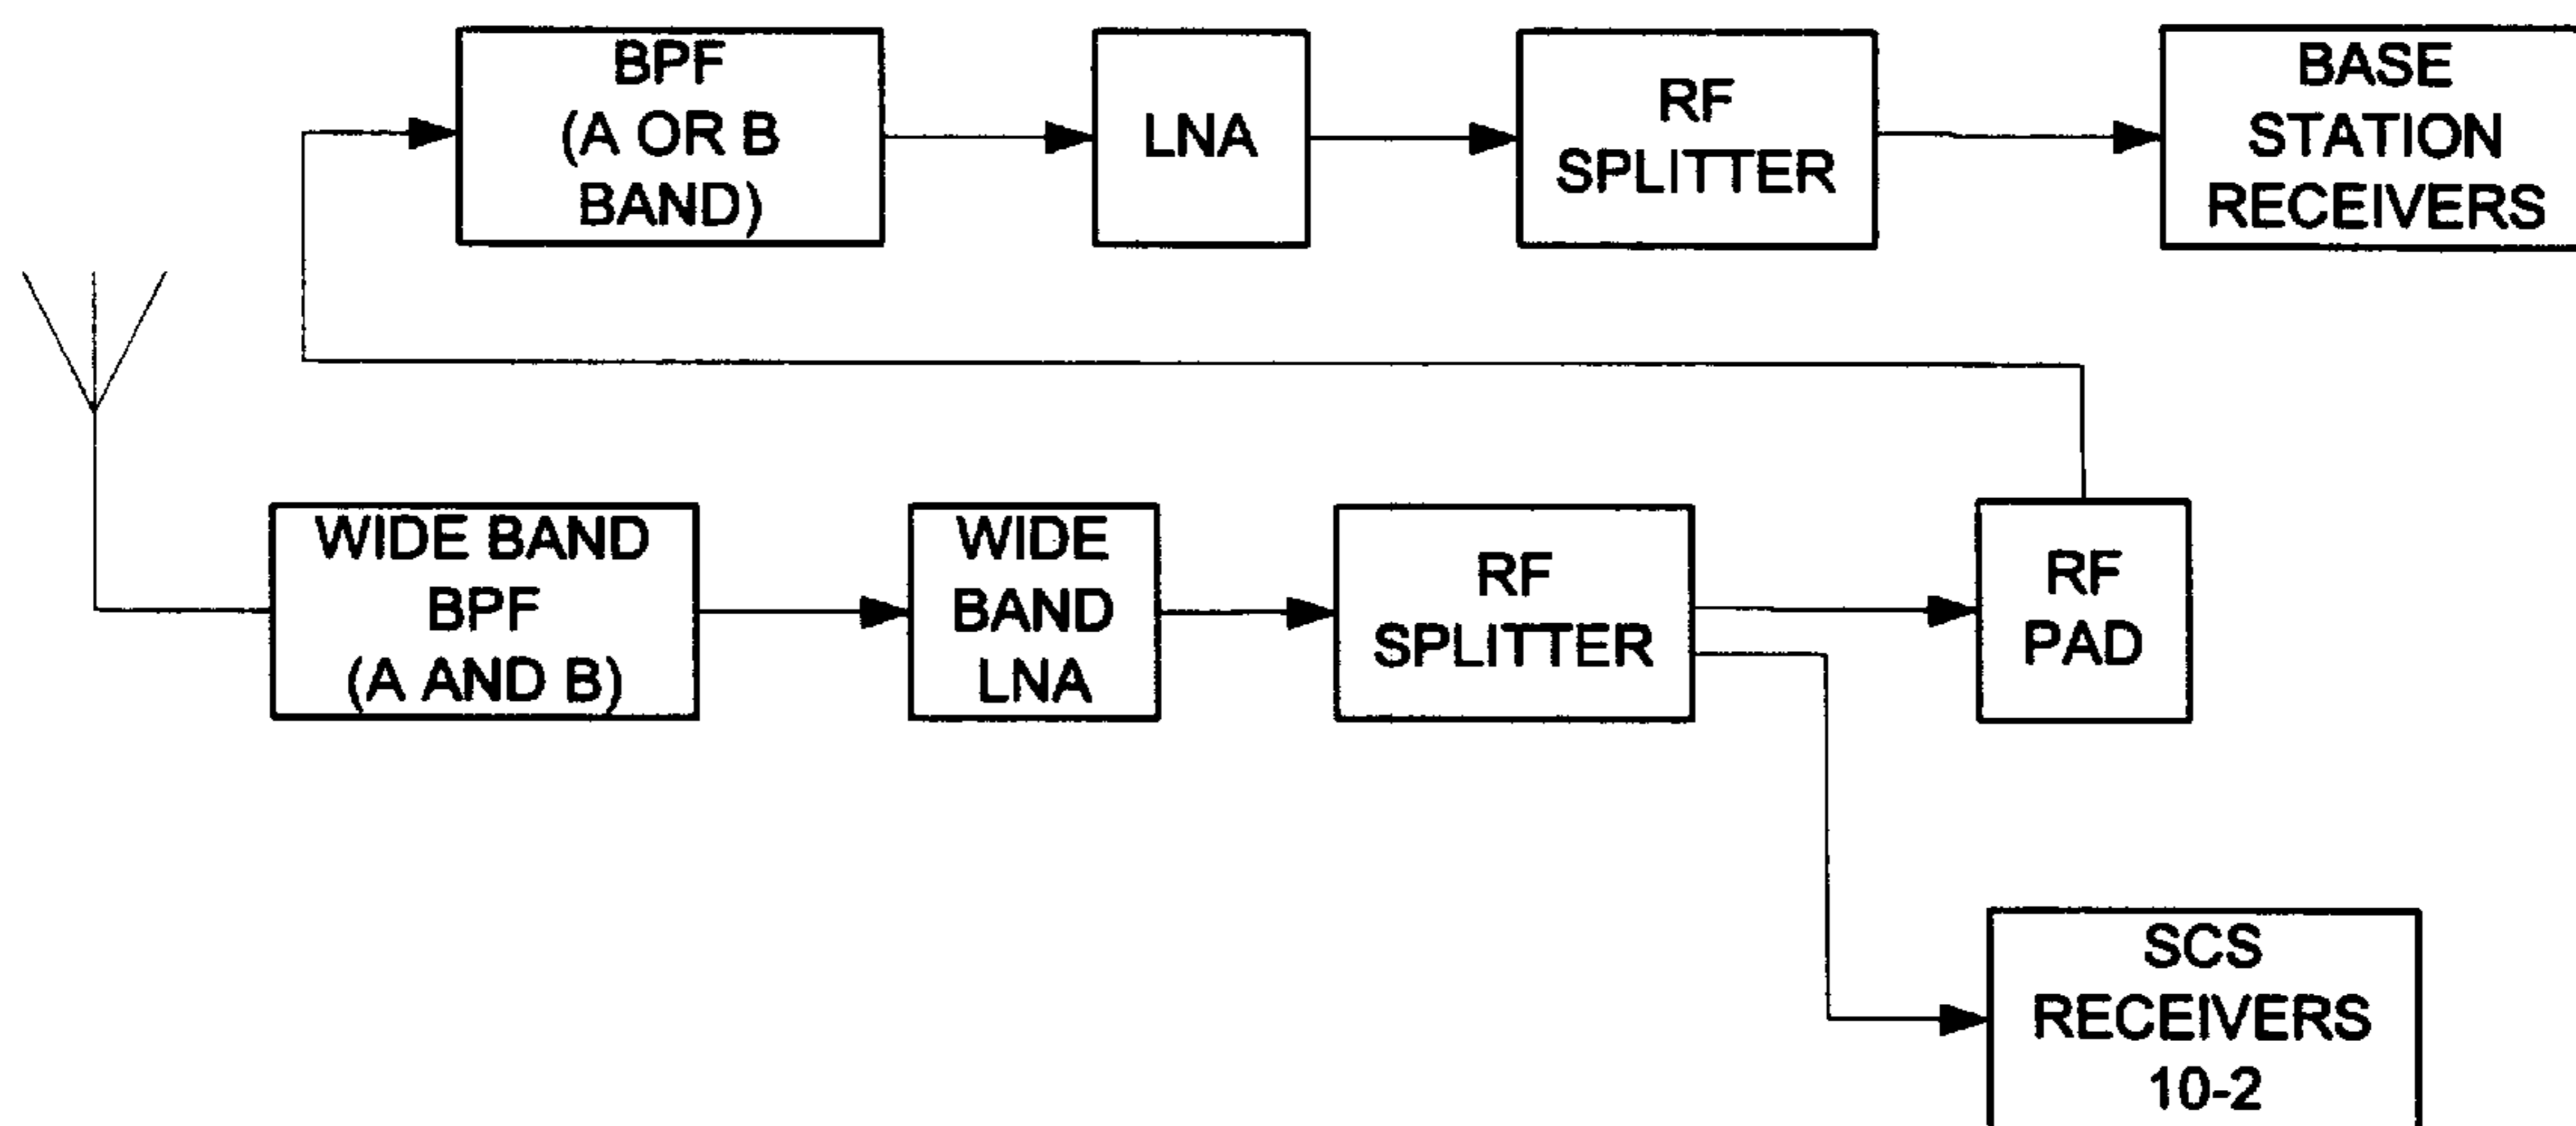 BPF
(A OR B
BAND)
LNA
RF
SPLITTER
BASE
STATION
RECEIVERS
WIDE BAND
BPF
(A AND B)
WIDE
BAND
LNA
RF
SPLITTER
RF
PAD
SCS
RECEIVERS
10-2